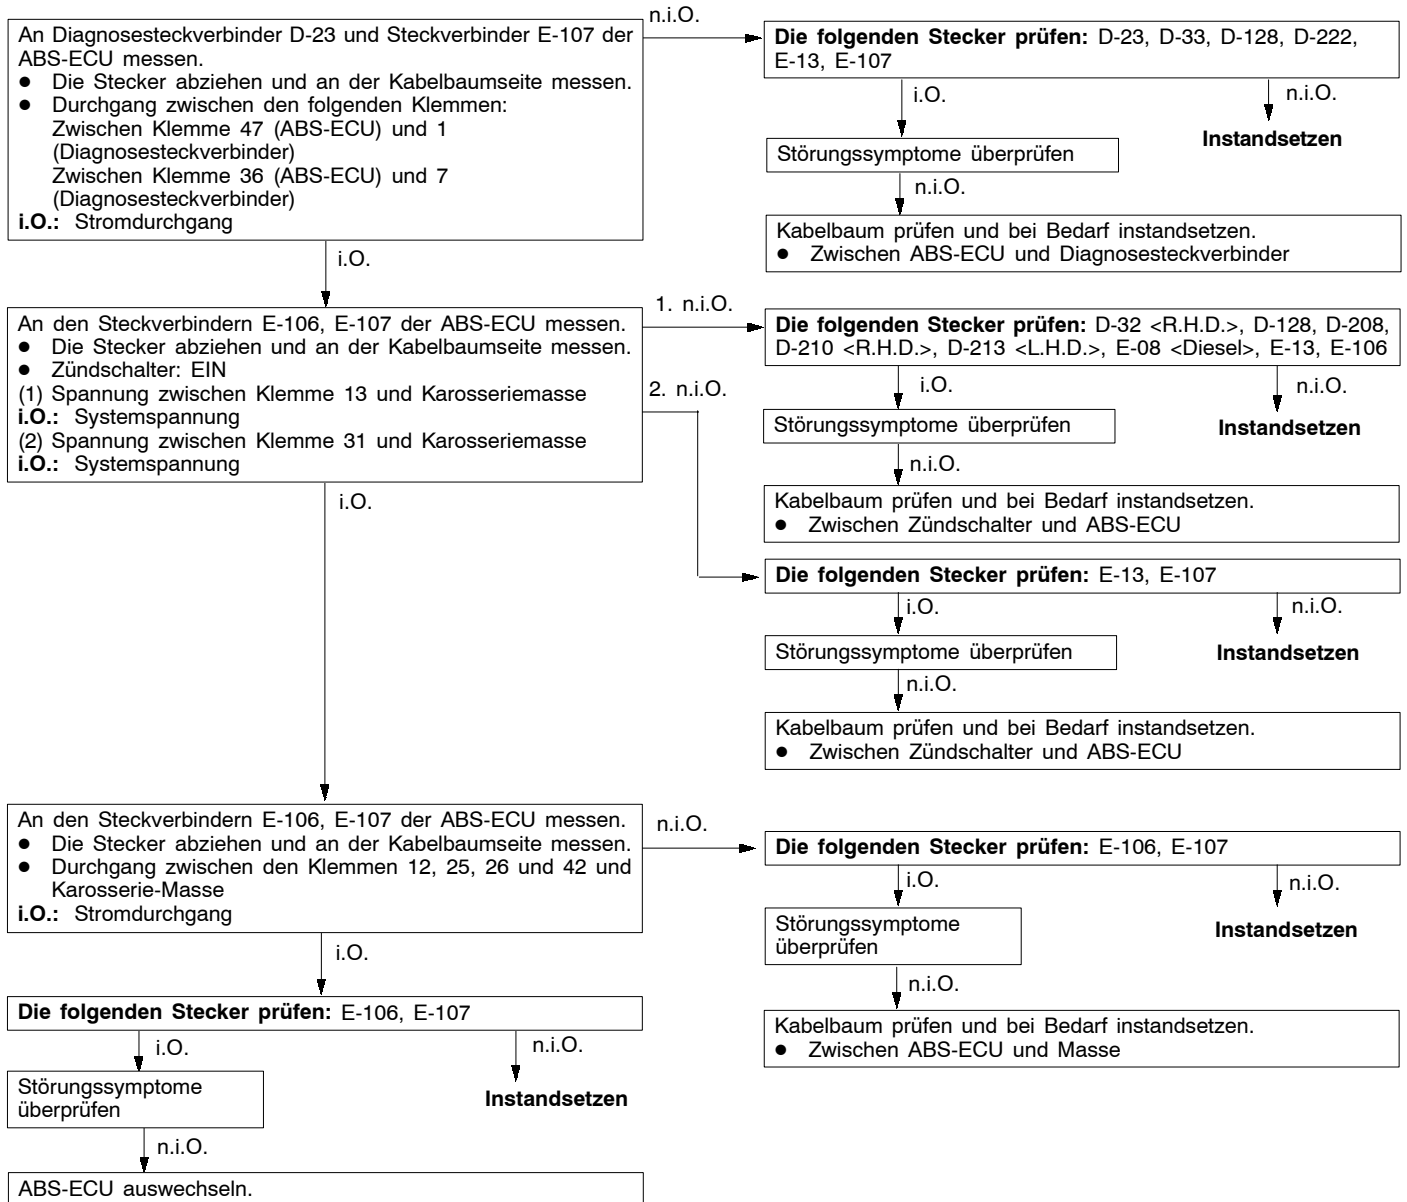 An Diagnosesteckverbinder D-23 und Steckverbinder E-107 der
ABS-ECU messen.
● Die Stecker abziehen und an der Kabelbaumseite messen.
● Durchgang zwischen den folgenden Klemmen:
Zwischen Klemme 47 (ABS-ECU) und 1
(Diagnosesteckverbinder)
Zwischen Klemme 36 (ABS-ECU) und 7
(Diagnosesteckverbinder)
i.O.: Stromdurchgang
n.i.O.
Die folgenden Stecker prüfen: D-23, D-33, D-128, D-222,
E-13, E-107
i.O.
n.i.O.
Instandsetzen
Störungssymptome überprüfen
n.i.O.
Kabelbaum prüfen und bei Bedarf instandsetzen.
● Zwischen ABS-ECU und Diagnosesteckverbinder
i.O.
An den Steckverbindern E-106, E-107 der ABS-ECU messen.
● Die Stecker abziehen und an der Kabelbaumseite messen.
● Zündschalter: EIN
(1) Spannung zwischen Klemme 13 und Karosseriemasse
i.O.: Systemspannung
(2) Spannung zwischen Klemme 31 und Karosseriemasse
i.O.: Systemspannung
1. n.i.O.
Die folgenden Stecker prüfen: D-32 <R.H.D.>, D-128, D-208,
D-210 <R.H.D.>, D-213 <L.H.D.>, E-08 <Diesel>, E-13, E-106
i.O.
n.i.O.
Störungssymptome überprüfen
Instandsetzen
n.i.O.
Kabelbaum prüfen und bei Bedarf instandsetzen.
● Zwischen Zündschalter und ABS-ECU
2. n.i.O.
Die folgenden Stecker prüfen: E-13, E-107
i.O.
n.i.O.
Störungssymptome überprüfen
Instandsetzen
n.i.O.
Kabelbaum prüfen und bei Bedarf instandsetzen.
● Zwischen Zündschalter und ABS-ECU
i.O.
An den Steckverbindern E-106, E-107 der ABS-ECU messen.
● Die Stecker abziehen und an der Kabelbaumseite messen.
● Durchgang zwischen den Klemmen 12, 25, 26 und 42 und
Karosserie-Masse
i.O.: Stromdurchgang
n.i.O.
Die folgenden Stecker prüfen: E-106, E-107
i.O.
n.i.O.
Störungssymptome
überprüfen
Instandsetzen
n.i.O.
Kabelbaum prüfen und bei Bedarf instandsetzen.
● Zwischen ABS-ECU und Masse
i.O.
Die folgenden Stecker prüfen: E-106, E-107
i.O.
n.i.O.
Störungssymptome
überprüfen
Instandsetzen
n.i.O.
ABS-ECU auswechseln.